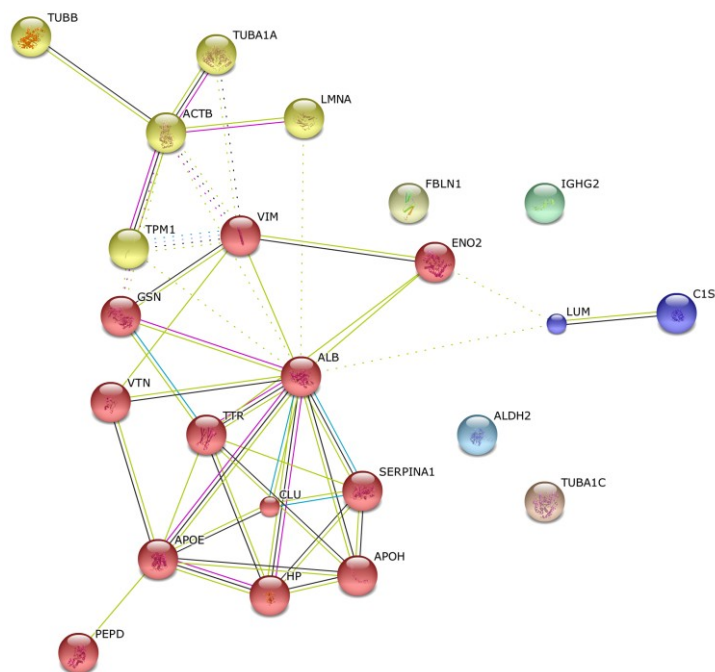 TUBB
TUBA1A
LMNA
ACTB
FBLN1
IGHG2
VIM
TPM1
ENO2
GSN
C1S
LUM
ALB
VTN
TTR
ALDH2
SERPINA1
CLU
TUBA1C
APOE
APOH
HP
PEPD